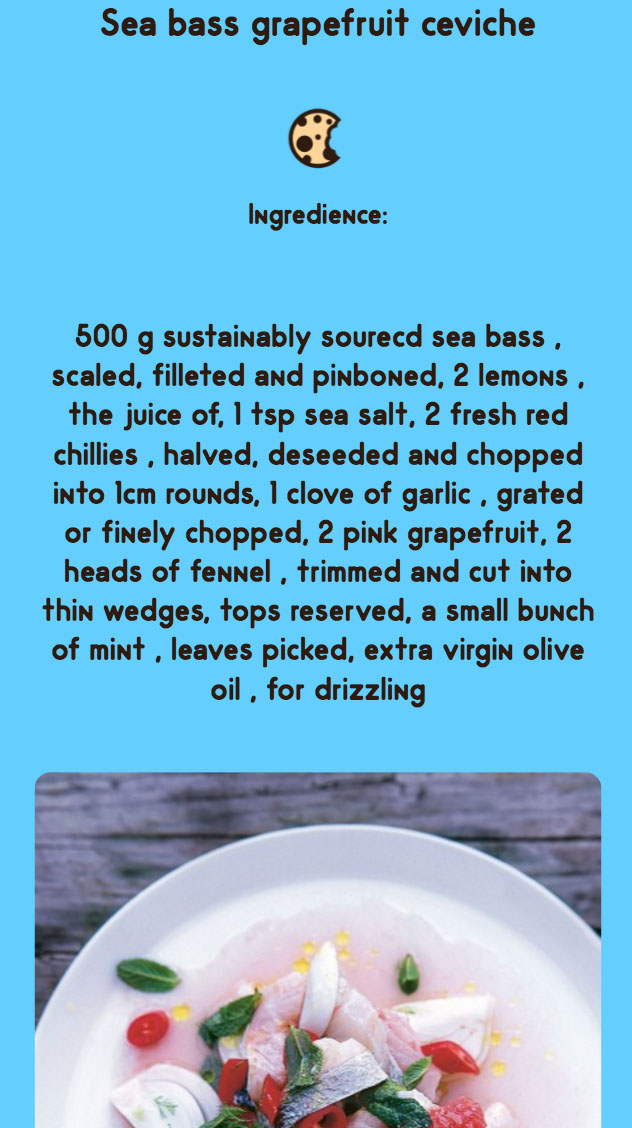 Sea bass grapefruit ceviche
Ingredience:
500 g sustainably sourecd sea bass ,
scaled, filleted and pinboned, 2 lemons ,
the juice of, 1 tsp sea salt, 2 fresh red
chillies , halved, deseeded and chopped
into 1cm rounds, 1 clove of garlic , grated
or finely chopped, 2 pink grapefruit, 2
heads of fennel , trimmed and cut into
thin wedges, tops reserved, a small bunch
of mint , leaves picked, extra virgin olive
oil , for drizzling